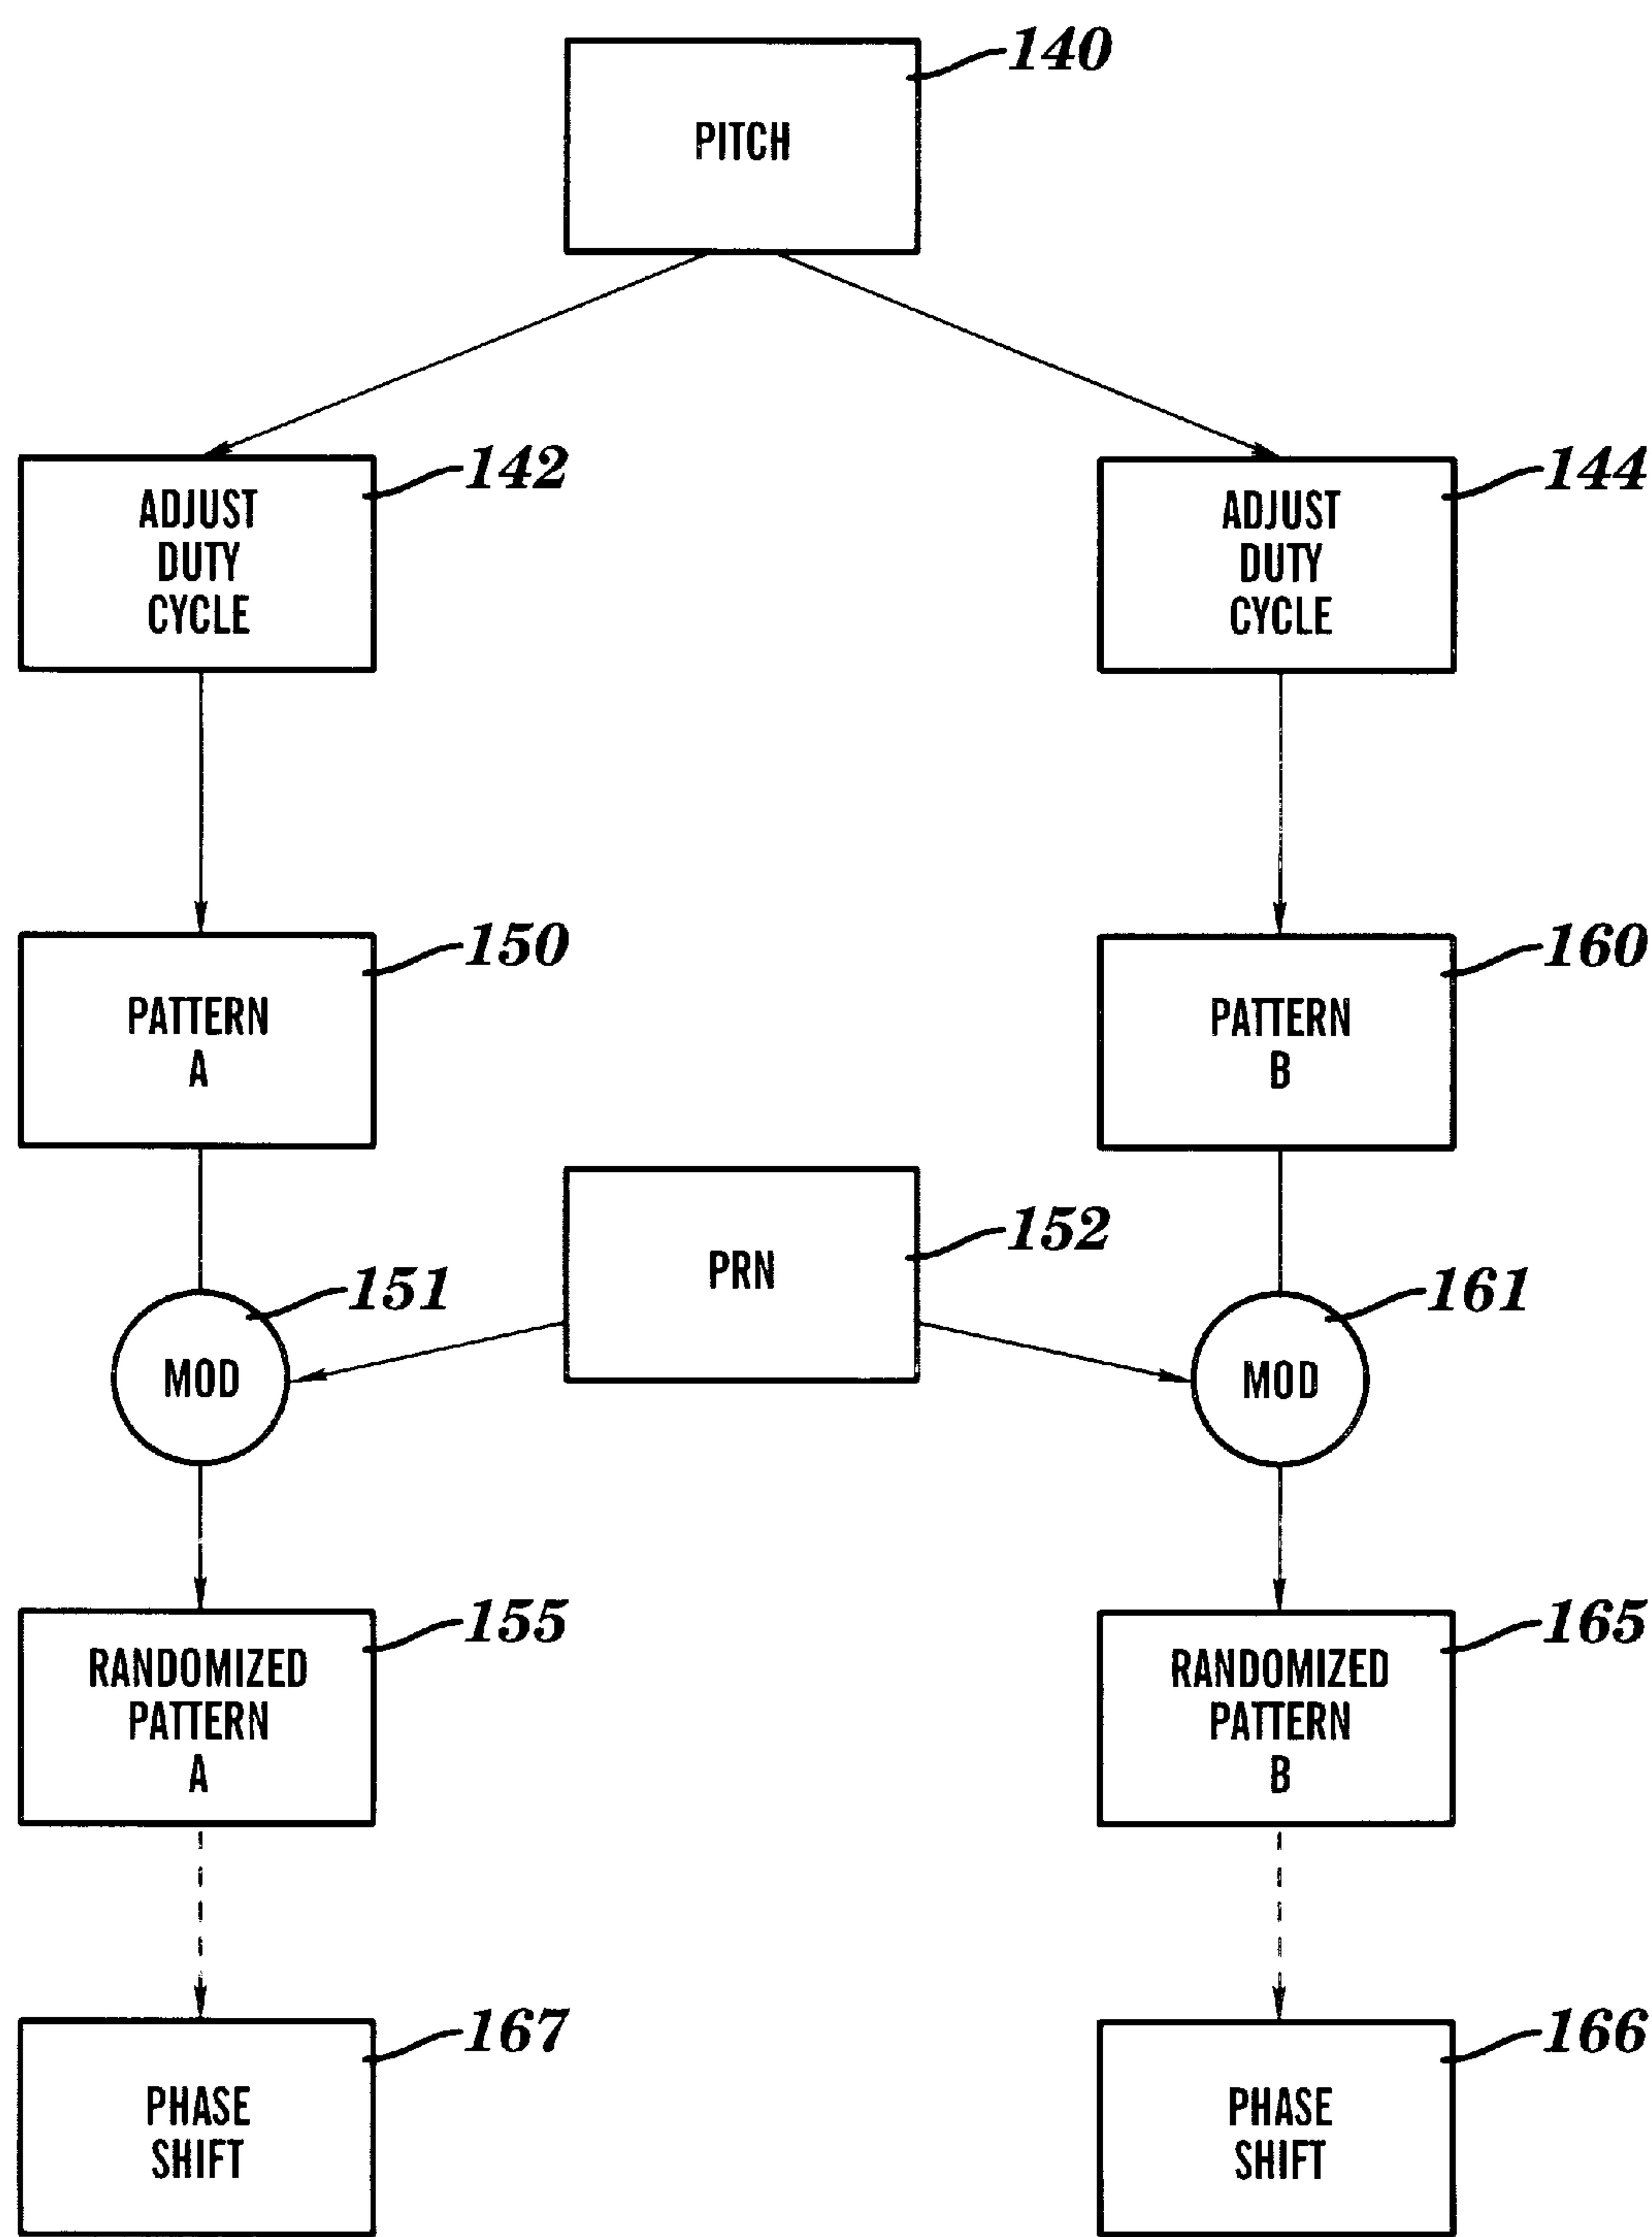 140
PITCH
142
ADJUST
DUTY
CYCLE
144
ADJUST
DUTY
CYCLE
150
PATTERN
A
160
PATTERN
B
152
PRN
151
MOD
161
MOD
155
RANDOMIZED
PATTERN
A
165
RANDOMIZED
PATTERN
B
167
PHASE
SHIFT
166
PHASE
SHIFT